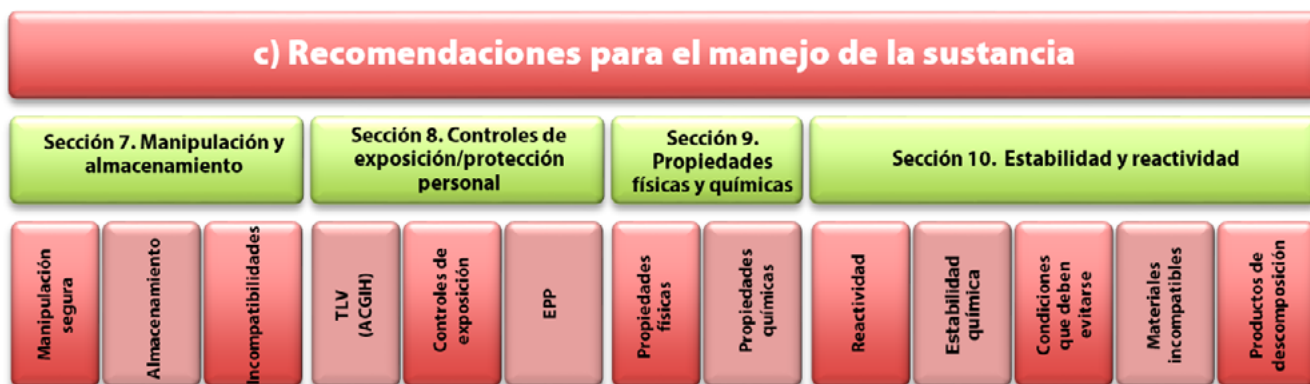 c) Recomendaciones para el manejo de la sustancia
Sección 7. Manipulación y
almacenamiento
Sección 8. Controles de
exposición/protección
personal
Sección 9.
Propiedades
físicas y químicas
Sección 10. Estabilidad y reactividad
Manipulación
segura
Almacenamiento
Incompatibilidades
TLV
(ACGIH)
Controles de
exposición
EPP
Propiedades
físicas
Propiedades
químicas
Reactividad
Estabilidad
química
Condiciones
que deben
evitarse
Materiales
incompatibles
Productos de
descomposición